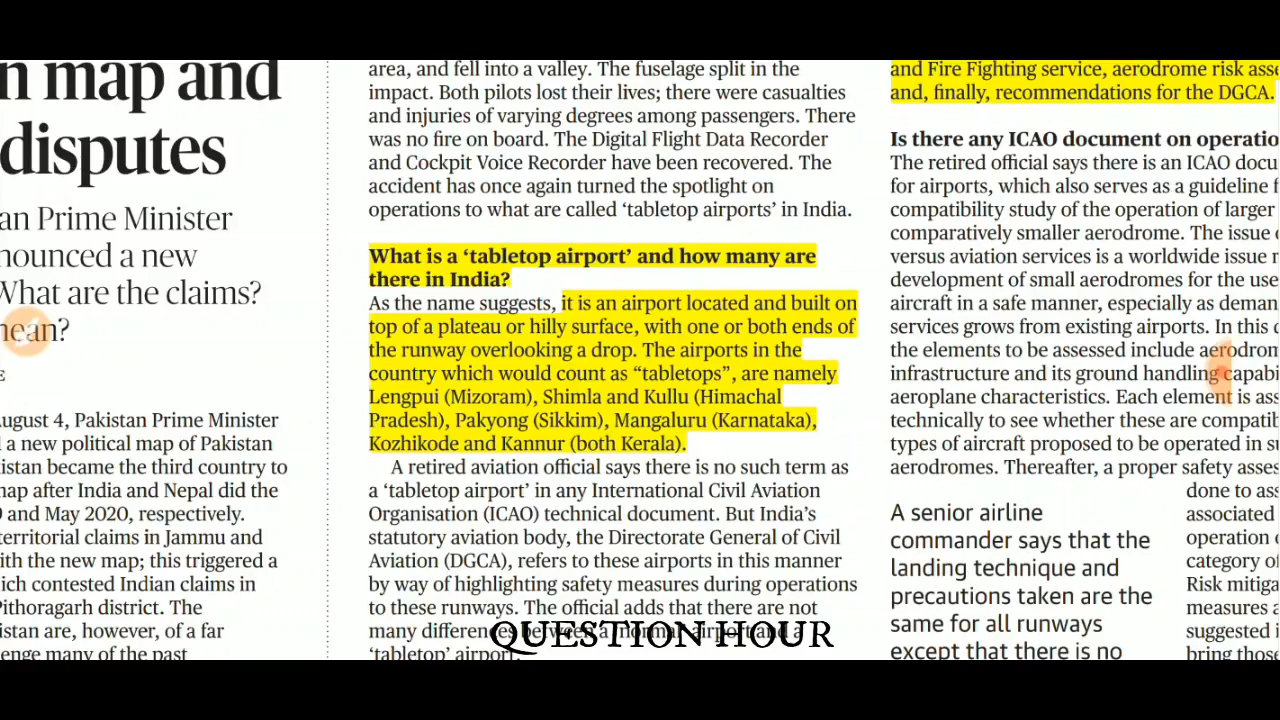 n map and
disputes
an Prime Minister
nounced a new
What are the claims?
nean?
E
ugust 4, Pakistan Prime Minister
a new political map of Pakistan
istan became the third country to
ap after India and Nepal did the
and May 2020, respectively.
territorial claims in Jammu and
ith the new map; this triggered a
ich contested Indian claims in
Pithoragarh district. The
istan are, however, of a far
enge many of the past
area, and fell into a valley. The fuselage split in the
impact. Both pilots lost their lives; there were casualties
and injuries of varying degrees among passengers. There
was no fire on board. The Digital Flight Data Recorder
and Cockpit Voice Recorder have been recovered. The
accident has once again turned the spotlight on
operations to what are called ‘tabletop airports’ in India.
What is a ‘tabletop airport’ and how many are
there in India?
As the name suggests, it is an airport located and built on
top of a plateau or hilly surface, with one or both ends of
the runway overlooking a drop. The airports in the
country which would count as “tabletops”, are namely
Lengpui (Mizoram), Shimla and Kullu (Himachal
Pradesh), Pakyong (Sikkim), Mangaluru (Karnataka),
Kozhikode and Kannur (both Kerala).
A retired aviation official says there is no such term as
a ‘tabletop airport’ in any International Civil Aviation
Organisation (ICAO) technical document. But India’s
statutory aviation body, the Directorate General of Civil
Aviation (DGCA), refers to these airports in this manner
by way of highlighting safety measures during operations
to these runways. The official adds that there are not
many differences between a normal airport and a
‘tabletop’ airport.
and Fire Fighting service, aerodrome risk asse
and, finally, recommendations for the DGCA.
Is there any ICAO document on operatio
The retired official says there is an ICAO docu
for airports, which also serves as a guideline f
compatibility study of the operation of larger
comparatively smaller aerodrome. The issue
versus aviation services is a worldwide issue r
development of small aerodromes for the use
aircraft in a safe manner, especially as deman
services grows from existing airports. In this
the elements to be assessed include aerodrom
infrastructure and its ground handling capabi
aeroplane characteristics. Each element is ass
technically to see whether these are compatib
types of aircraft proposed to be operated in su
aerodromes. Thereafter, a proper safety asses
done to ass
associated
operation
category of
Risk mitiga
measures a
suggested i
bring those
A senior airline
commander says that the
landing technique and
precautions taken are the
same for all runways
except that there is no
QUESTION HOUR